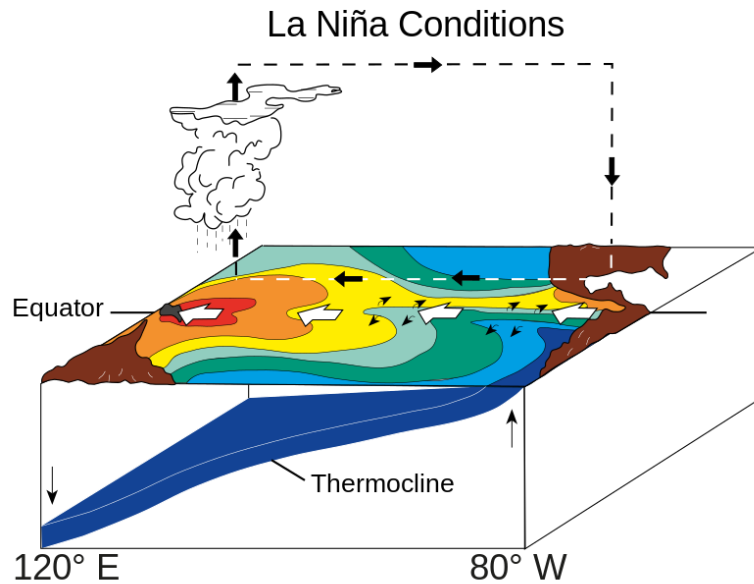 La Niña Conditions
Equator
Thermocline
120° E
80° W